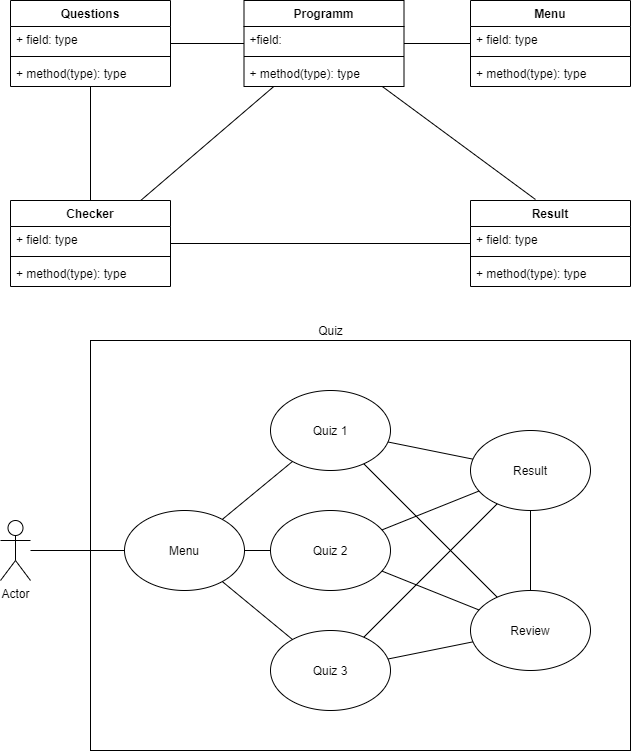 Questions
+ field: type
+ method(type): type
Programm
+field:
+ method(type): type
Menu
+ field: type
+ method(type): type
Checker
+ field: type
+ method(type): type
Result
+ field: type
+ method(type): type
Quiz
Quiz 1
Result
Menu
Quiz 2
Actor
Review
Quiz 3